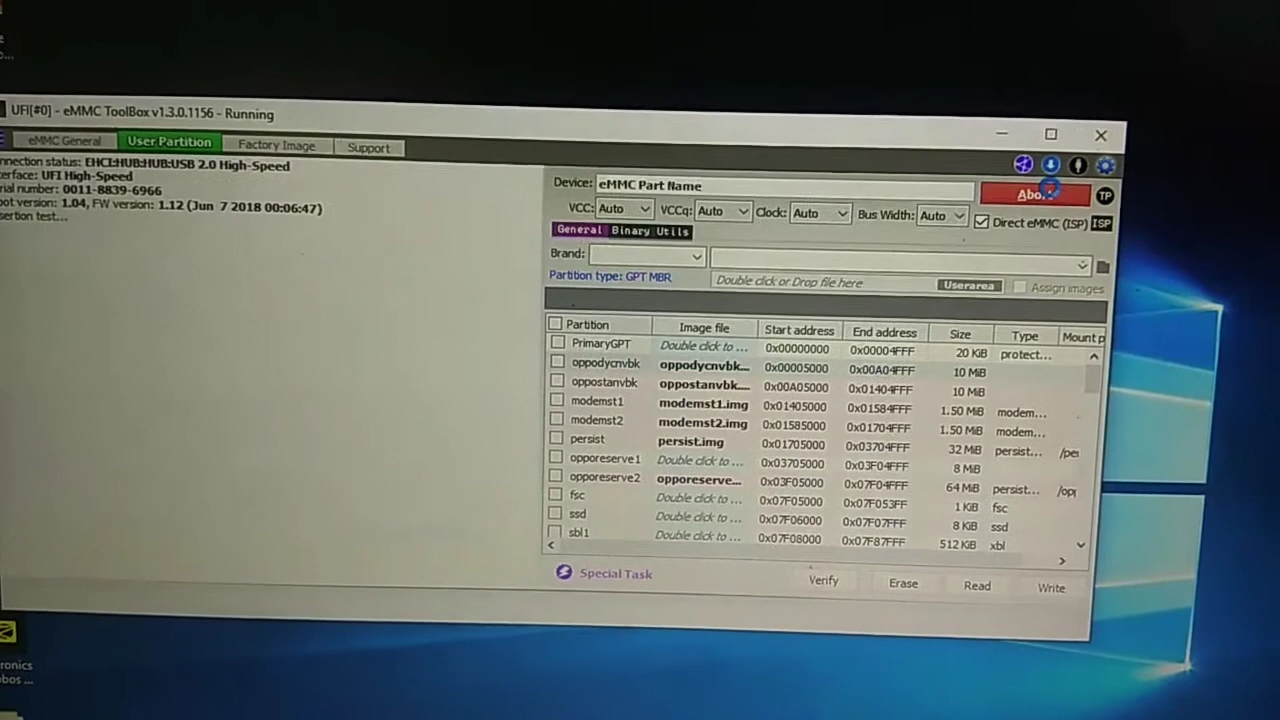 UFI[#0] - eMMC ToolBox v1.3.0.1156 - Running
eMMC General User Partition Factory Image Support
nnection status: EHCI:HUB:HUB:USB 2.0 High-Speed
erface: UFI High-Speed
rial number: 0011-8839-6966
oot version: 1.04, FW version: 1.12 (Jun 7 2018 00:06:47)
sertion test...
Device: eMMC Part Name Abo TP
VCC: Auto VCCq: Auto Clock: Auto Bus Width: Auto Direct eMMC (ISP) ISP
General Binary Utils
Brand:
Partition type: GPT MBR Double click or Drop file here Userarea Assign images
Partition Image file Start address End address Size Type Mount p
PrimaryGPT Double click to ... 0x00000000 0x00004FFF 20 KiB protect...
oppodycnvbk oppodycnvbk... 0x00005000 0x00A04FFF 10 MiB
oppostanvbk oppostanvbk.... 0x00A05000 0x01404FFF 10 MiB
modemst1 modemst1.img 0x01405000 0x01584FFF 1.50 MiB modem...
modemst2 modemst2.img 0x01585000 0x01704FFF 1.50 MiB modem...
persist persist.img 0x01705000 0x03704FFF 32 MiB persist... /per
opporeserve1 Double click to ... 0x03705000 0x03F04FFF 8 MiB
opporeserve2 opporeserve... 0x03F05000 0x07F04FFF 64 MiB persist... /opp
fsc Double click to ... 0x07F05000 0x07F053FF 1 KiB fsc
ssd Double click to ... 0x07F06000 0x07F07FFF 8 KiB ssd
sbl1 Double click to ... 0x07F08000 0x07F87FFF 512 KiB xbl
Special Task Verify Erase Read Write
ronics
obos ...